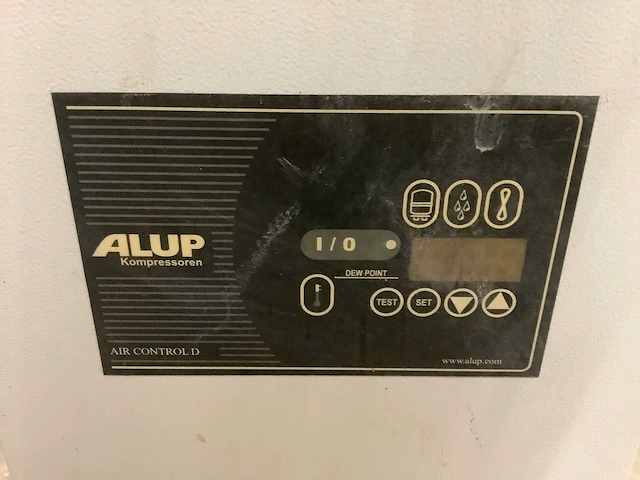 ALUP
Kompressoren
I / O
DEW POINT
TEST SET
AIR CONTROL D
www.alup.com